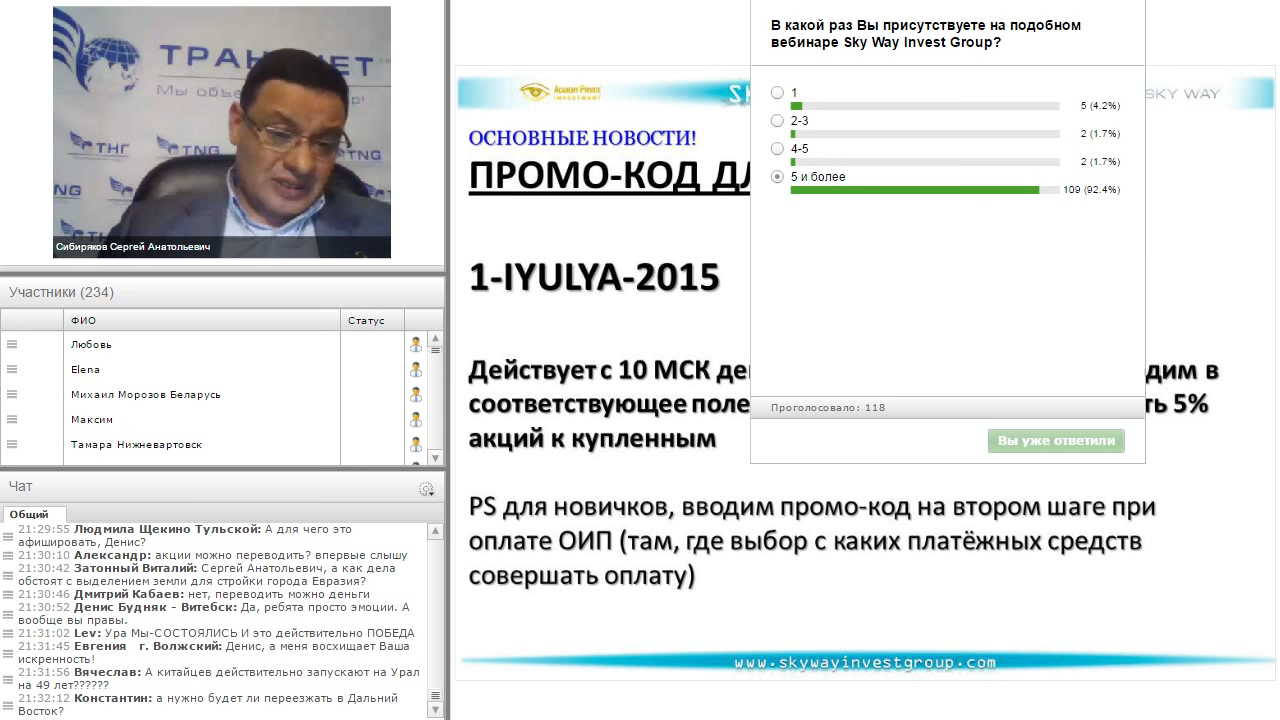 ТРАНСНЕТ
ТНГ
TNG
TNG
TNG
ТНГ
Сибиряков Сергей Анатольевич
Участники (234)
ФИО
Статус
Любовь
Elena
Михаил Морозов Беларусь
Максим
Тамара Нижневартовск
Чат
Общий
21:29:55 Людмила Щекино Тульской: А для чего это
афишировать, Денис?
21:30:10 Александр: акции можно переводить? впервые слышу
21:30:42 Затонный Виталий: Сергей Анатольевич, а как дела
обстоят с выделением земли для стройки города Евразия?
21:30:46 Дмитрий Кабаев: нет, переводить можно деньги
21:30:52 Денис Будняк - Витебск: Да, ребята просто эмоции. А
вообще вы правы.
21:31:02 Lev: Ура Мы-СОСТОЯЛИСЬ И это действительно ПОБЕДА
21:31:45 Евгения г. Волжский: Денис, а меня восхищает Ваша
искренность!
21:31:56 Вячеслав: А китайцев действительно запускают на Урал
на 49 лет??????
21:32:12 Константин: а нужно будет ли переезжать в Дальний
Восток?
ACADEMY PRIVATE
INVESTMENT
SKY WAY
ОСНОВНЫЕ НОВОСТИ!
ПРОМО-КОД
1-IYULYA-2015
Действует с 10 МСК
соответствующее поле
5%
акций к купленным
PS для новичков, вводим промо-код на втором шаге при
оплате ОИП (там, где выбор с каких платёжных средств
совершать оплату)
www.skywayinvestgroup.com
В какой раз Вы присутствуете на подобном
вебинаре Sky Way Invest Group?
1
5 (4.2%)
2-3
2 (1.7%)
4-5
2 (1.7%)
5 и более
109 (92.4%)
Проголосовало: 118
Вы уже ответили